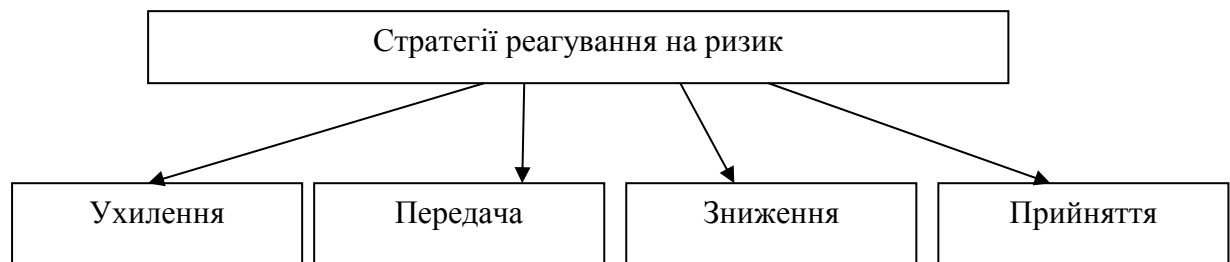 Стратегії реагування на ризик
Ухилення
Передача
Зниження
Прийняття